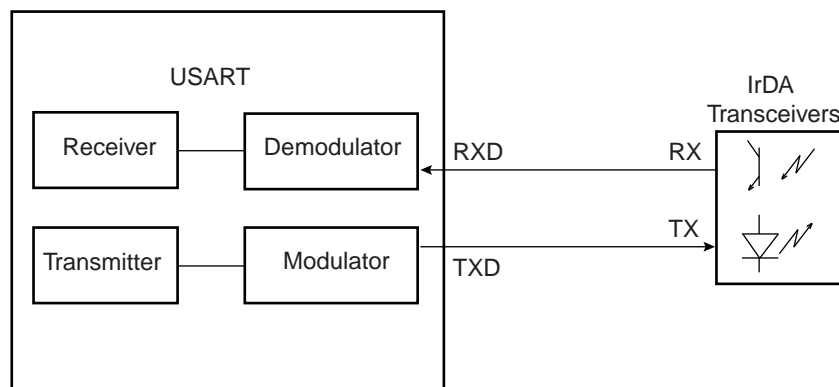 USART
IrDA
Transceivers
Receiver
Demodulator
RXD
RX
Transmitter
Modulator
TXD
TX